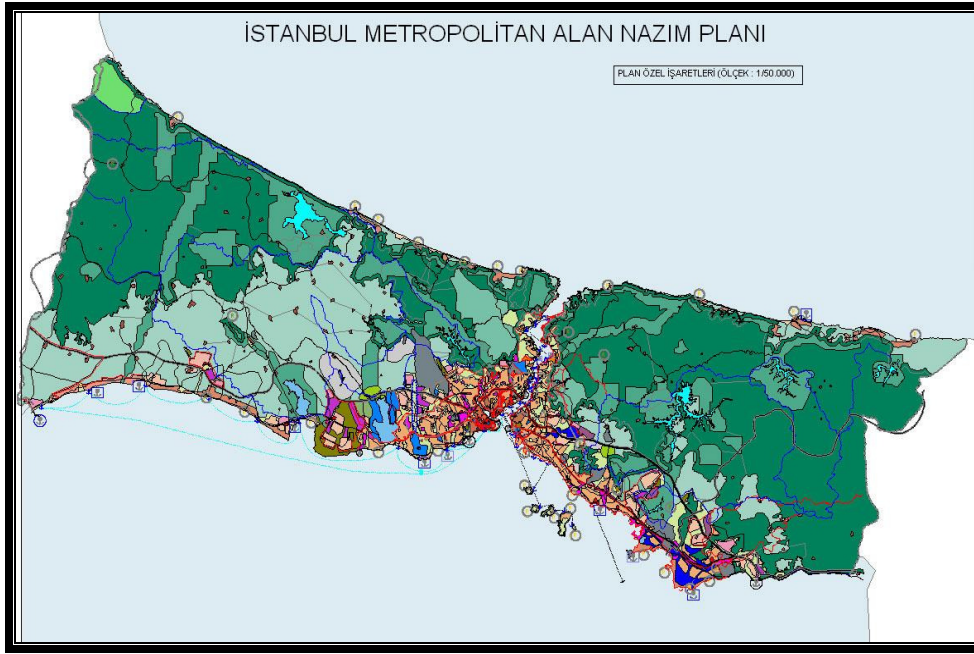 İSTANBUL METROPOLİTAN ALAN NAZIM PLANI
PLAN ÖZEL İŞARETLERİ (ÖLÇEK : 1/50.000)